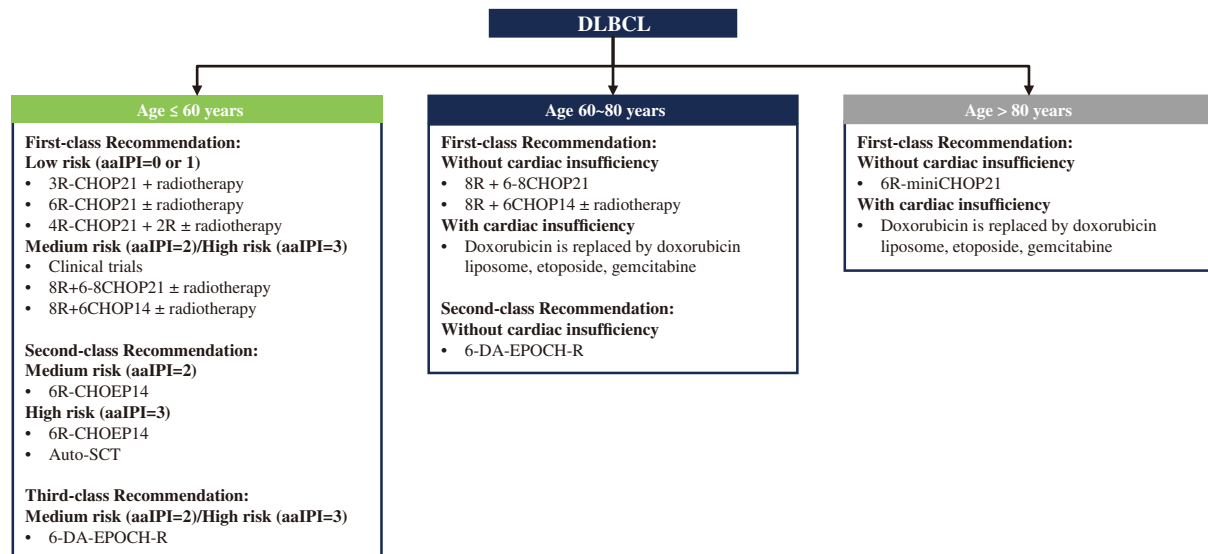 DLBCL
Age ≤ 60 years
First-class Recommendation:
Low risk (aaIPI=0 or 1)
• 3R-CHOP21 + radiotherapy
• 6R-CHOP21 ± radiotherapy
• 4R-CHOP21 + 2R ± radiotherapy
Medium risk (aaIPI=2)/High risk (aaIPI=3)
• Clinical trials
• 8R+6-8CHOP21 ± radiotherapy
• 8R+6CHOP14 ± radiotherapy
Second-class Recommendation:
Medium risk (aaIPI=2)
• 6R-CHOEP14
High risk (aaIPI=3)
• 6R-CHOEP14
• Auto-SCT
Third-class Recommendation:
Medium risk (aaIPI=2)/High risk (aaIPI=3)
• 6-DA-EPOCH-R
Age 60~80 years
First-class Recommendation:
Without cardiac insufficiency
• 8R + 6-8CHOP21
• 8R + 6CHOP14 ± radiotherapy
With cardiac insufficiency
• Doxorubicin is replaced by doxorubicin
liposome, etoposide, gemcitabine
Second-class Recommendation:
Without cardiac insufficiency
• 6-DA-EPOCH-R
Age > 80 years
First-class Recommendation:
Without cardiac insufficiency
• 6R-miniCHOP21
With cardiac insufficiency
• Doxorubicin is replaced by doxorubicin
liposome, etoposide, gemcitabine